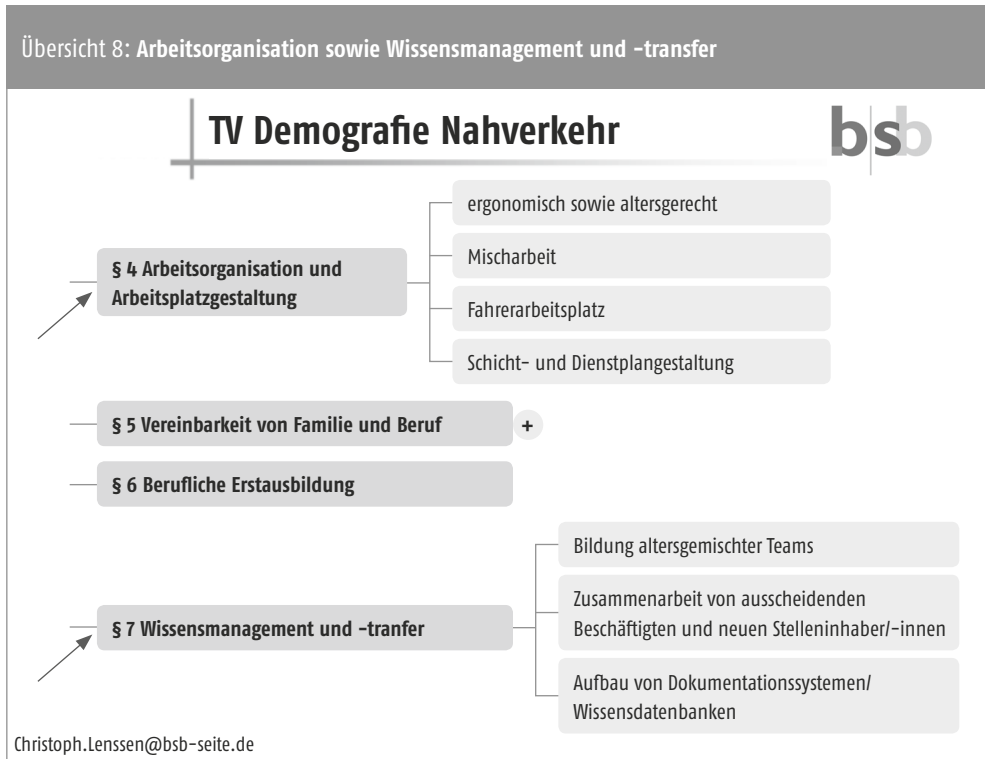 Übersicht 8: Arbeitsorganisation sowie Wissensmanagement und -transfer
TV Demografie Nahverkehr
bsb
ergonomisch sowie altersgerecht
§ 4 Arbeitsorganisation und
Arbeitsplatzgestaltung
Mischarbeit
Fahrerarbeitsplatz
Schicht- und Dienstplangestaltung
§ 5 Vereinbarkeit von Familie und Beruf +
§ 6 Berufliche Erstausbildung
§ 7 Wissensmanagement und -tranfer
Bildung altersgemischter Teams
Zusammenarbeit von ausscheidenden
Beschäftigten und neuen Stelleninhaber/-innen
Aufbau von Dokumentationssystemen/
Wissensdatenbanken
Christoph.Lenssen@bsb-seite.de